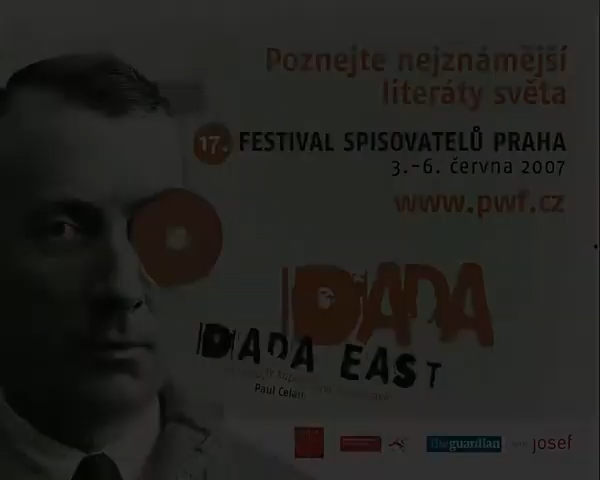 Poznejte nejznámější
literáty světa
17. FESTIVAL SPISOVATELŮ PRAHA
3.-6. června 2007
www.pwf.cz
DADA
DADA EAST
Paul Celan
theguardian josef